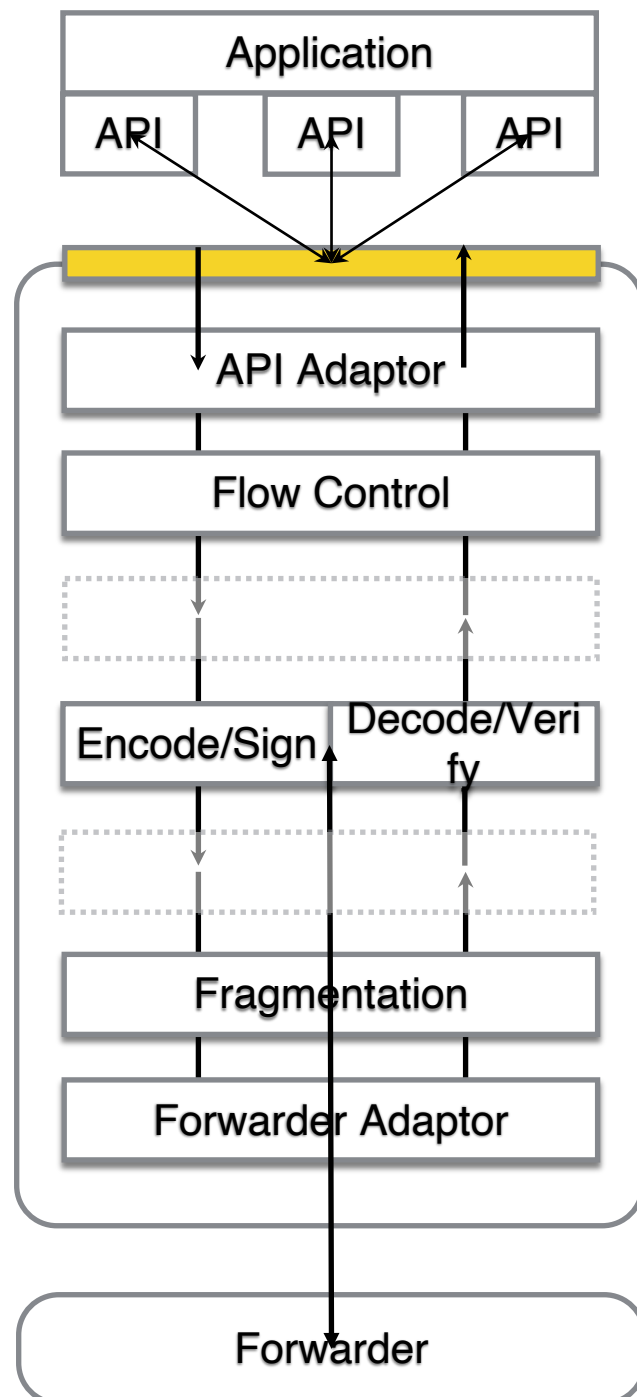 Application
API API API
API Adaptor
Flow Control
Encode/Sign Decode/Veri
fy
Fragmentation
Forwarder Adaptor
Forwarder